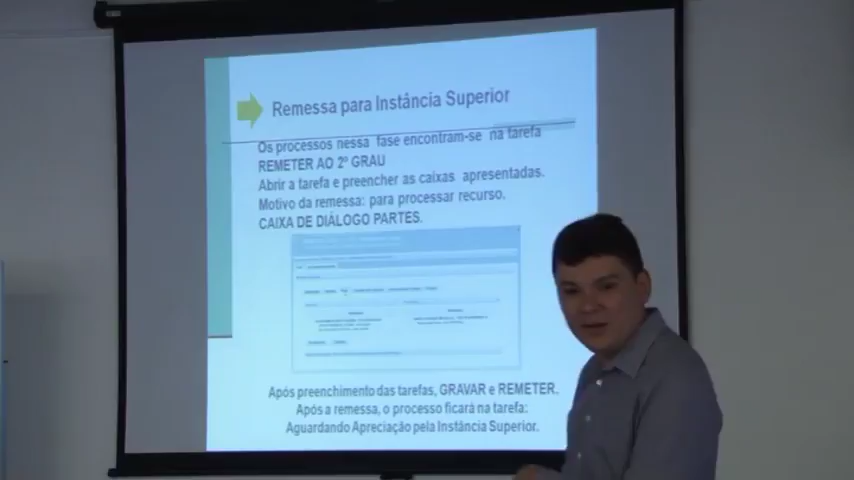 Remessa para Instância Superior
Os processos nessa fase encontram-se na tarefa
REMETER AO 2º GRAU
Abrir a tarefa e preencher as caixas apresentadas.
Motivo da remessa: para processar recurso.
CAIXA DE DIÁLOGO PARTES.
Após preenchimento das tarefas, GRAVAR e REMETER.
Após a remessa, o processo ficará na tarefa:
Aguardando Apreciação pela Instância Superior.